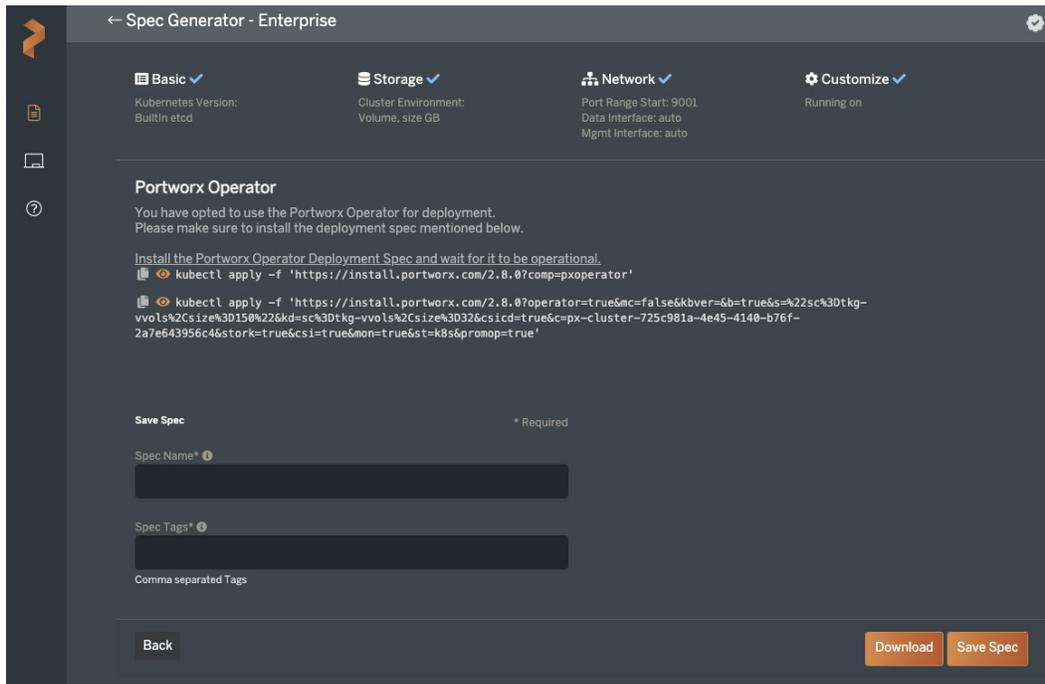 ← Spec Generator - Enterprise
Basic
Storage
Network
Customize
Kubernetes Version:
Cluster Environment:
Port Range Start: 9001
Running on
BuiltIn etcd
Volume, size GB
Data Interface: auto
Mgmt Interface: auto
Portworx Operator
You have opted to use the Portworx Operator for deployment.
Please make sure to install the deployment spec mentioned below.
Install the Portworx Operator Deployment Spec and wait for it to be operational.
kubectl apply -f 'https://install.portworx.com/2.8.0?comp=pxoperator'
kubectl apply -f 'https://install.portworx.com/2.8.0?operator=true&mc=false&kbver=&b=true&s=%22sc%3Dtkg-
vvols%2Csize%3D150%22&kd=sc%3Dtkg-vvols%2Csize%3D32&csicd=true&c=px-cluster-725c981a-4e45-4140-b76f-
2a7e643956c4&stork=true&csi=true&mon=true&st=k8s&promop=true'
Save Spec
* Required
Spec Name*
Spec Tags*
Comma separated Tags
Back
Download
Save Spec